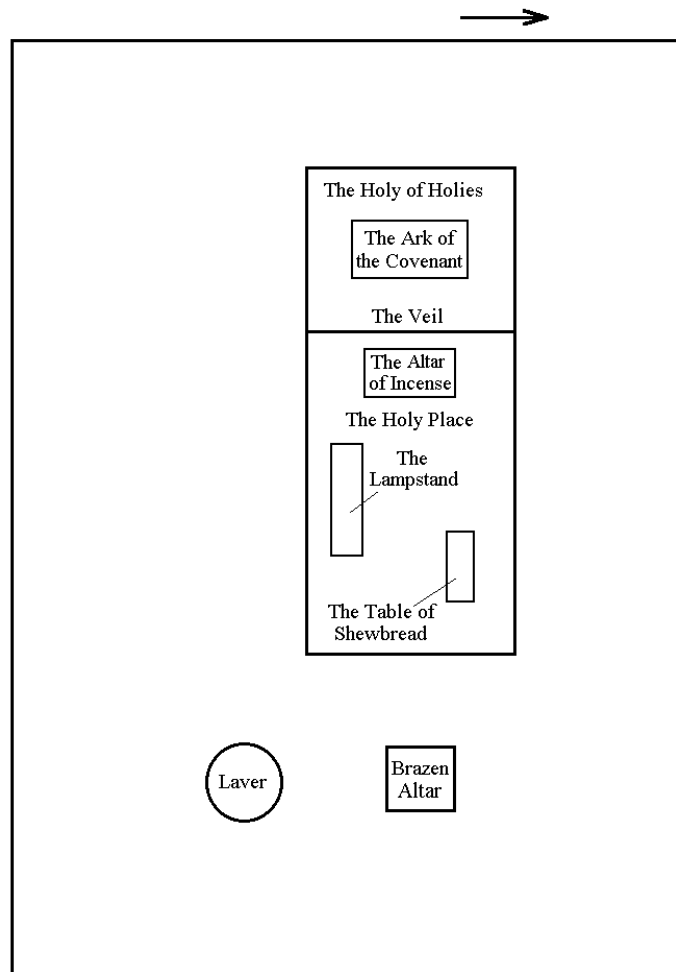 The Holy of Holies
The Ark of
the Covenant
The Veil
The Altar
of Incense
The Holy Place
The
Lampstand
The Table of
Shewbread
Laver
Brazen
Altar